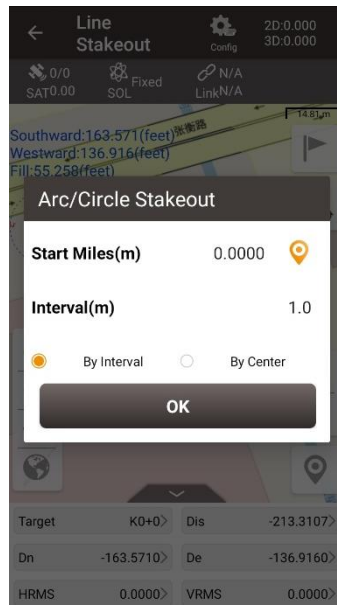 Line
Stakeout
Config
2D:0.000
3D:0.000
0/0
SAT0.00
Fixed
SOL
N/A
LinkN/A
14.81m
張衡路
Southward:163.571(feet)
Westward:136.916(feet)
Fill:55.258(feet)
Arc/Circle Stakeout
Start Miles(m) 0.0000
Interval(m) 1.0
By Interval By Center
OK
Target K0+0> Dis -213.3107>
Dn -163.5710> De -136.9160>
HRMS 0.0000> VRMS 0.0000>